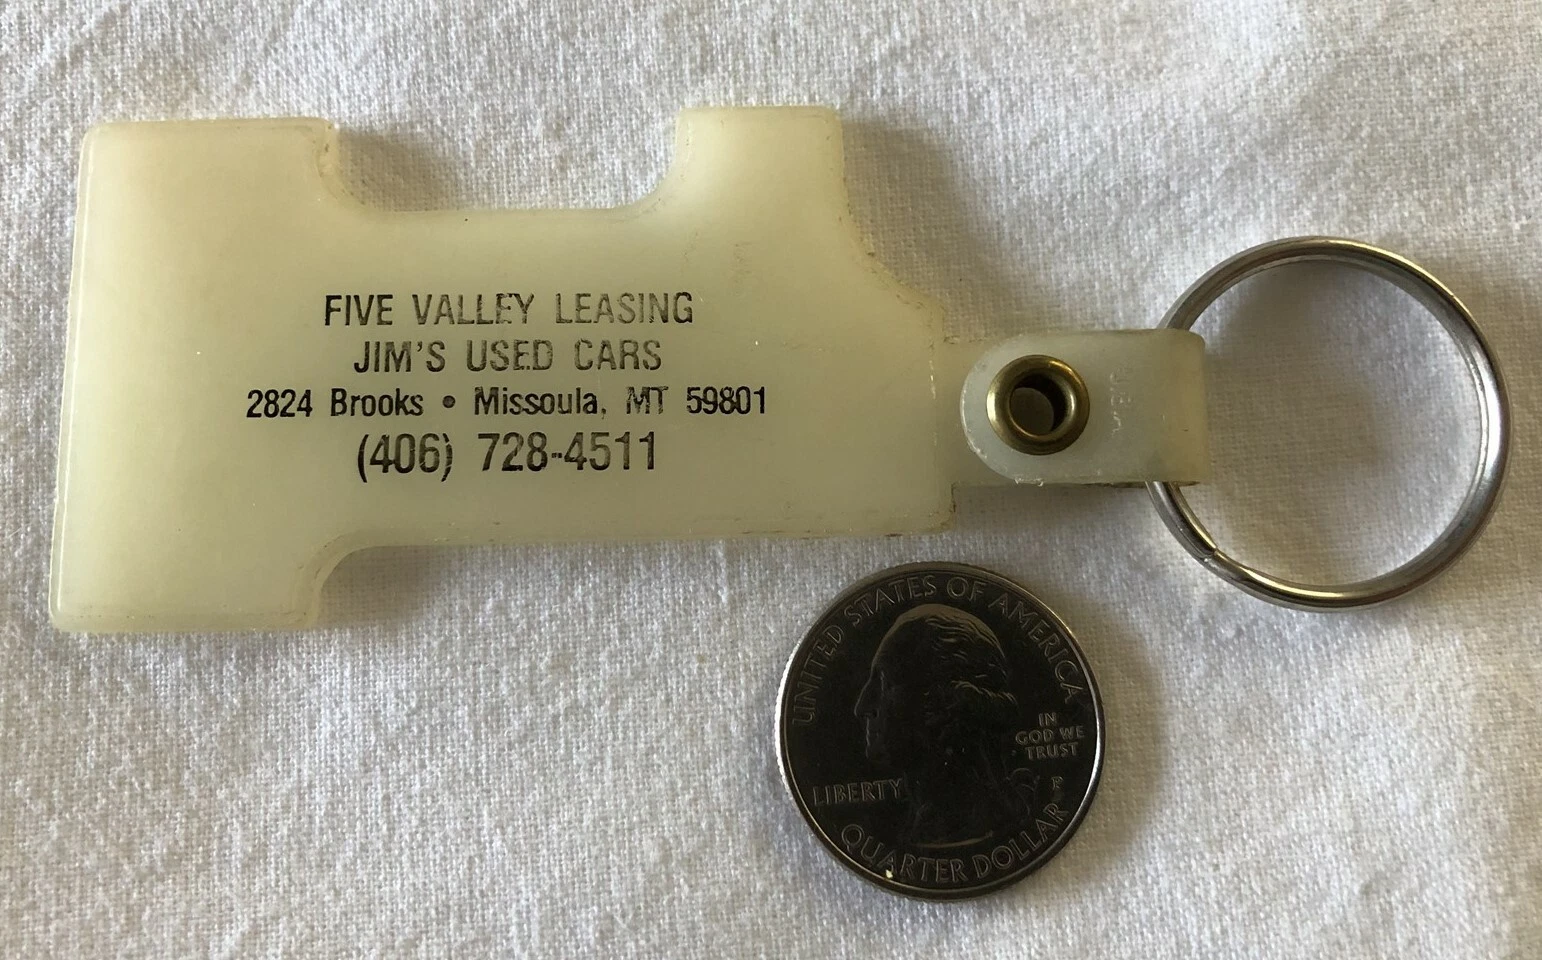 FIVE VALLEY LEASING
JIM'S USED CARS
2824 Brooks • Missoula, MT 59801
(406) 728-4511
UNITED STATES OF AMERICA
IN
GOD WE
TRUST
LIBERTY
P
QUARTER DOLLAR